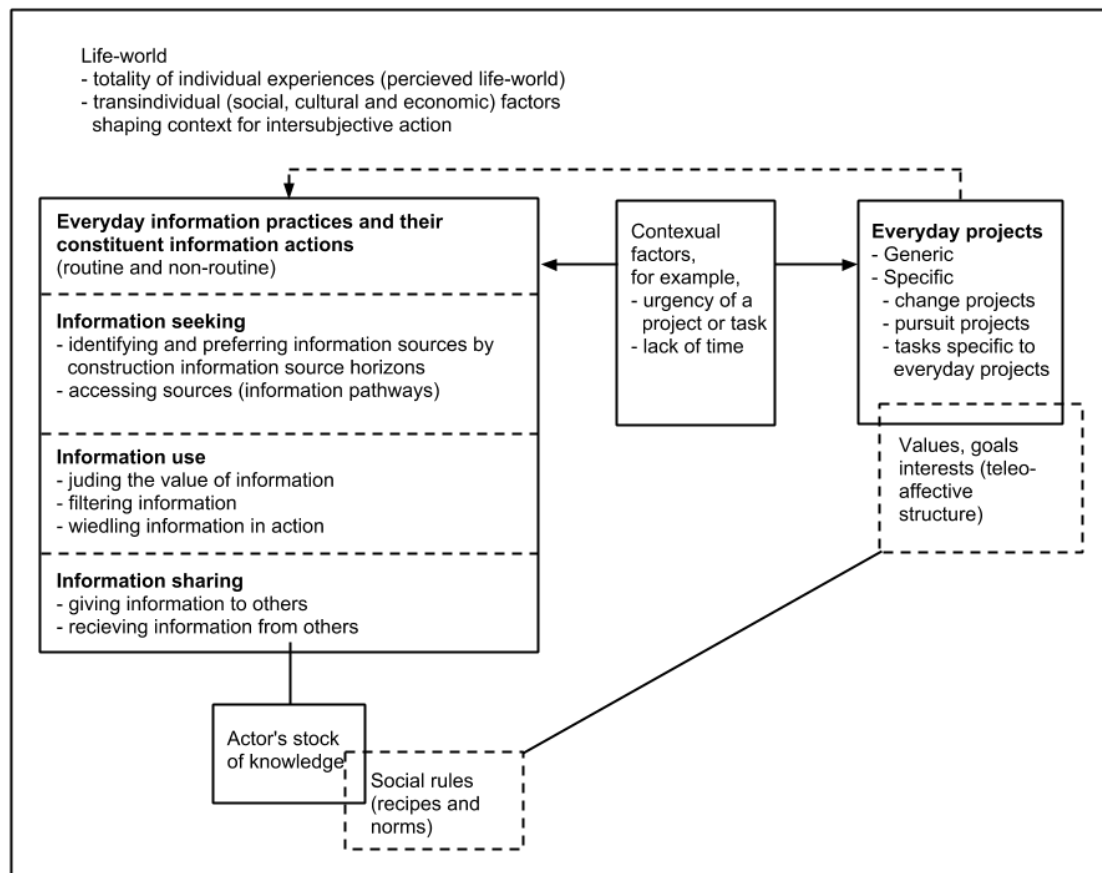 Life-world
- totality of individual experiences (percieved life-world)
- transindividual (social, cultural and economic) factors
shaping context for intersubjective action
Everyday information practices and their
constituent information actions
(routine and non-routine)
Information seeking
- identifying and preferring information sources by
construction information source horizons
- accessing sources (information pathways)
Information use
- juding the value of information
- filtering information
- wiedling information in action
Information sharing
- giving information to others
- recieving information from others
Contexual
factors,
for example,
- urgency of a
project or task
- lack of time
Everyday projects
- Generic
- Specific
- change projects
- pursuit projects
- tasks specific to
everyday projects
Values, goals
interests (teleo-
affective
structure)
Actor's stock
of knowledge
Social rules
(recipes and
norms)